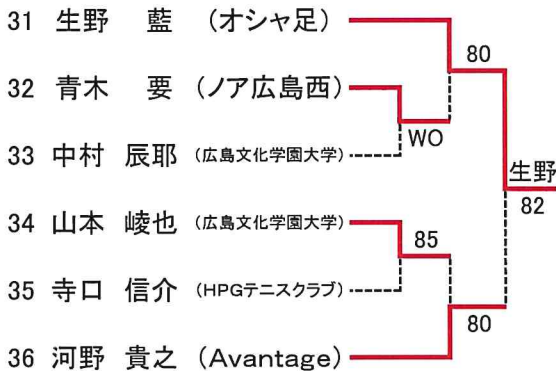 31 生野 藍 (オシャ足)
80
32 青木 要 (ノア広島西)
WO
33 中村 辰耶 (広島文化学園大学)
生野
82
34 山本 崚也 (広島文化学園大学)
85
35 寺口 信介 (HPGテニスクラブ)
80
36 河野 貴之 (Avantage)